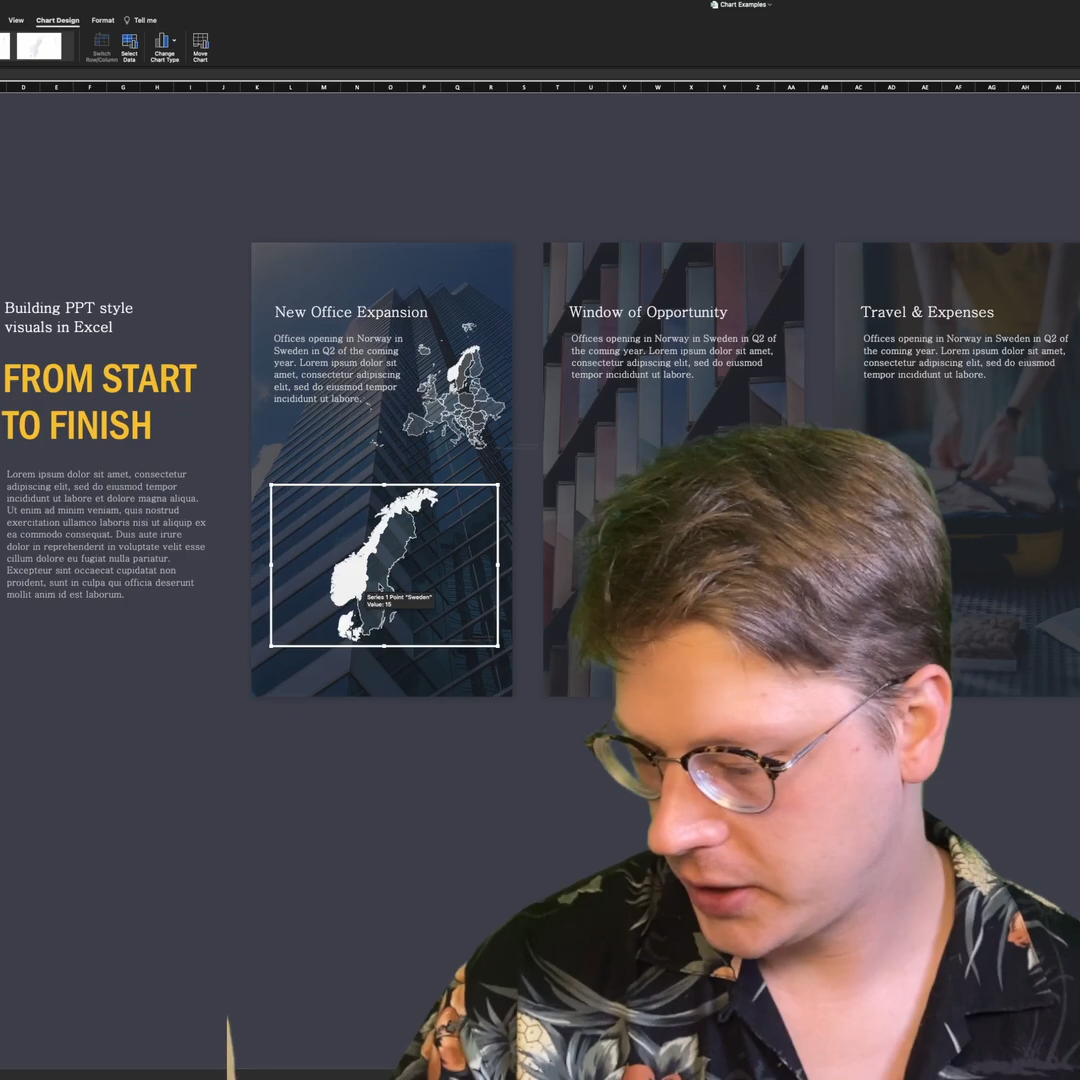 Chart Examples
View Chart Design Format Tell me
Switch
Row/Column
Select
Data
Change
Chart Type
Move
Chart
D E F G H I J K L M N O P Q R S T U V W X Y Z AA AB AC AD AE AF AG AH AI
Building PPT style
visuals in Excel
FROM START
TO FINISH
Lorem ipsum dolor sit amet, consectetur
adipiscing elit, sed do eiusmod tempor
incididunt ut labore et dolore magna aliqua.
Ut enim ad minim veniam, quis nostrud
exercitation ullamco laboris nisi ut aliquip ex
ea commodo consequat. Duis aute irure
dolor in reprehenderit in voluptate velit esse
cillum dolore eu fugiat nulla pariatur.
Excepteur sint occaecat cupidatat non
proident, sunt in culpa qui officia deserunt
mollit anim id est laborum.
New Office Expansion
Offices opening in Norway in
Sweden in Q2 of the coming
year. Lorem ipsum dolor sit
amet, consectetur adipiscing
elit, sed do eiusmod tempor
incididunt ut labore.
Series 1 Point "Sweden"
Value: 15
Window of Opportunity
Offices opening in Norway in Sweden in Q2 of
the coming year. Lorem ipsum dolor sit amet,
consectetur adipiscing elit, sed do eiusmod
tempor incididunt ut labore.
Travel & Expenses
Offices opening in Norway in Sweden in Q2 of
the coming year. Lorem ipsum dolor sit amet,
consectetur adipiscing elit, sed do eiusmod
tempor incididunt ut labore.